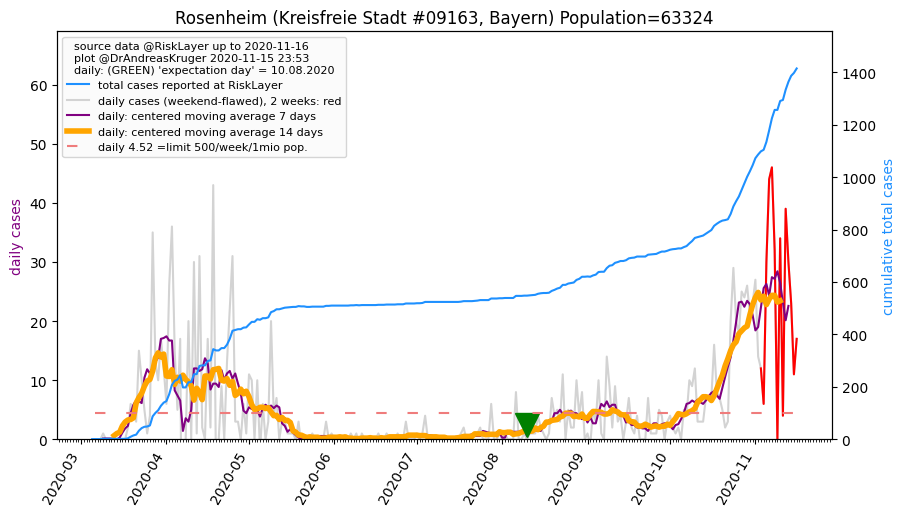 Rosenheim (Kreisfreie Stadt #09163, Bayern) Population=63324
source data @RiskLayer up to 2020-11-16
plot @DrAndreasKruger 2020-11-15 23:53
daily: (GREEN) 'expectation day' = 10.08.2020
total cases reported at RiskLayer
daily cases (weekend-flawed), 2 weeks: red
daily: centered moving average 7 days
daily: centered moving average 14 days
daily 4.52 =limit 500/week/1mio pop.
daily cases
60
50
40
30
20
10
0
cumulative total cases
1400
1200
1000
800
600
400
200
0
2020-03
2020-04
2020-05
2020-06
2020-07
2020-08
2020-09
2020-10
2020-11